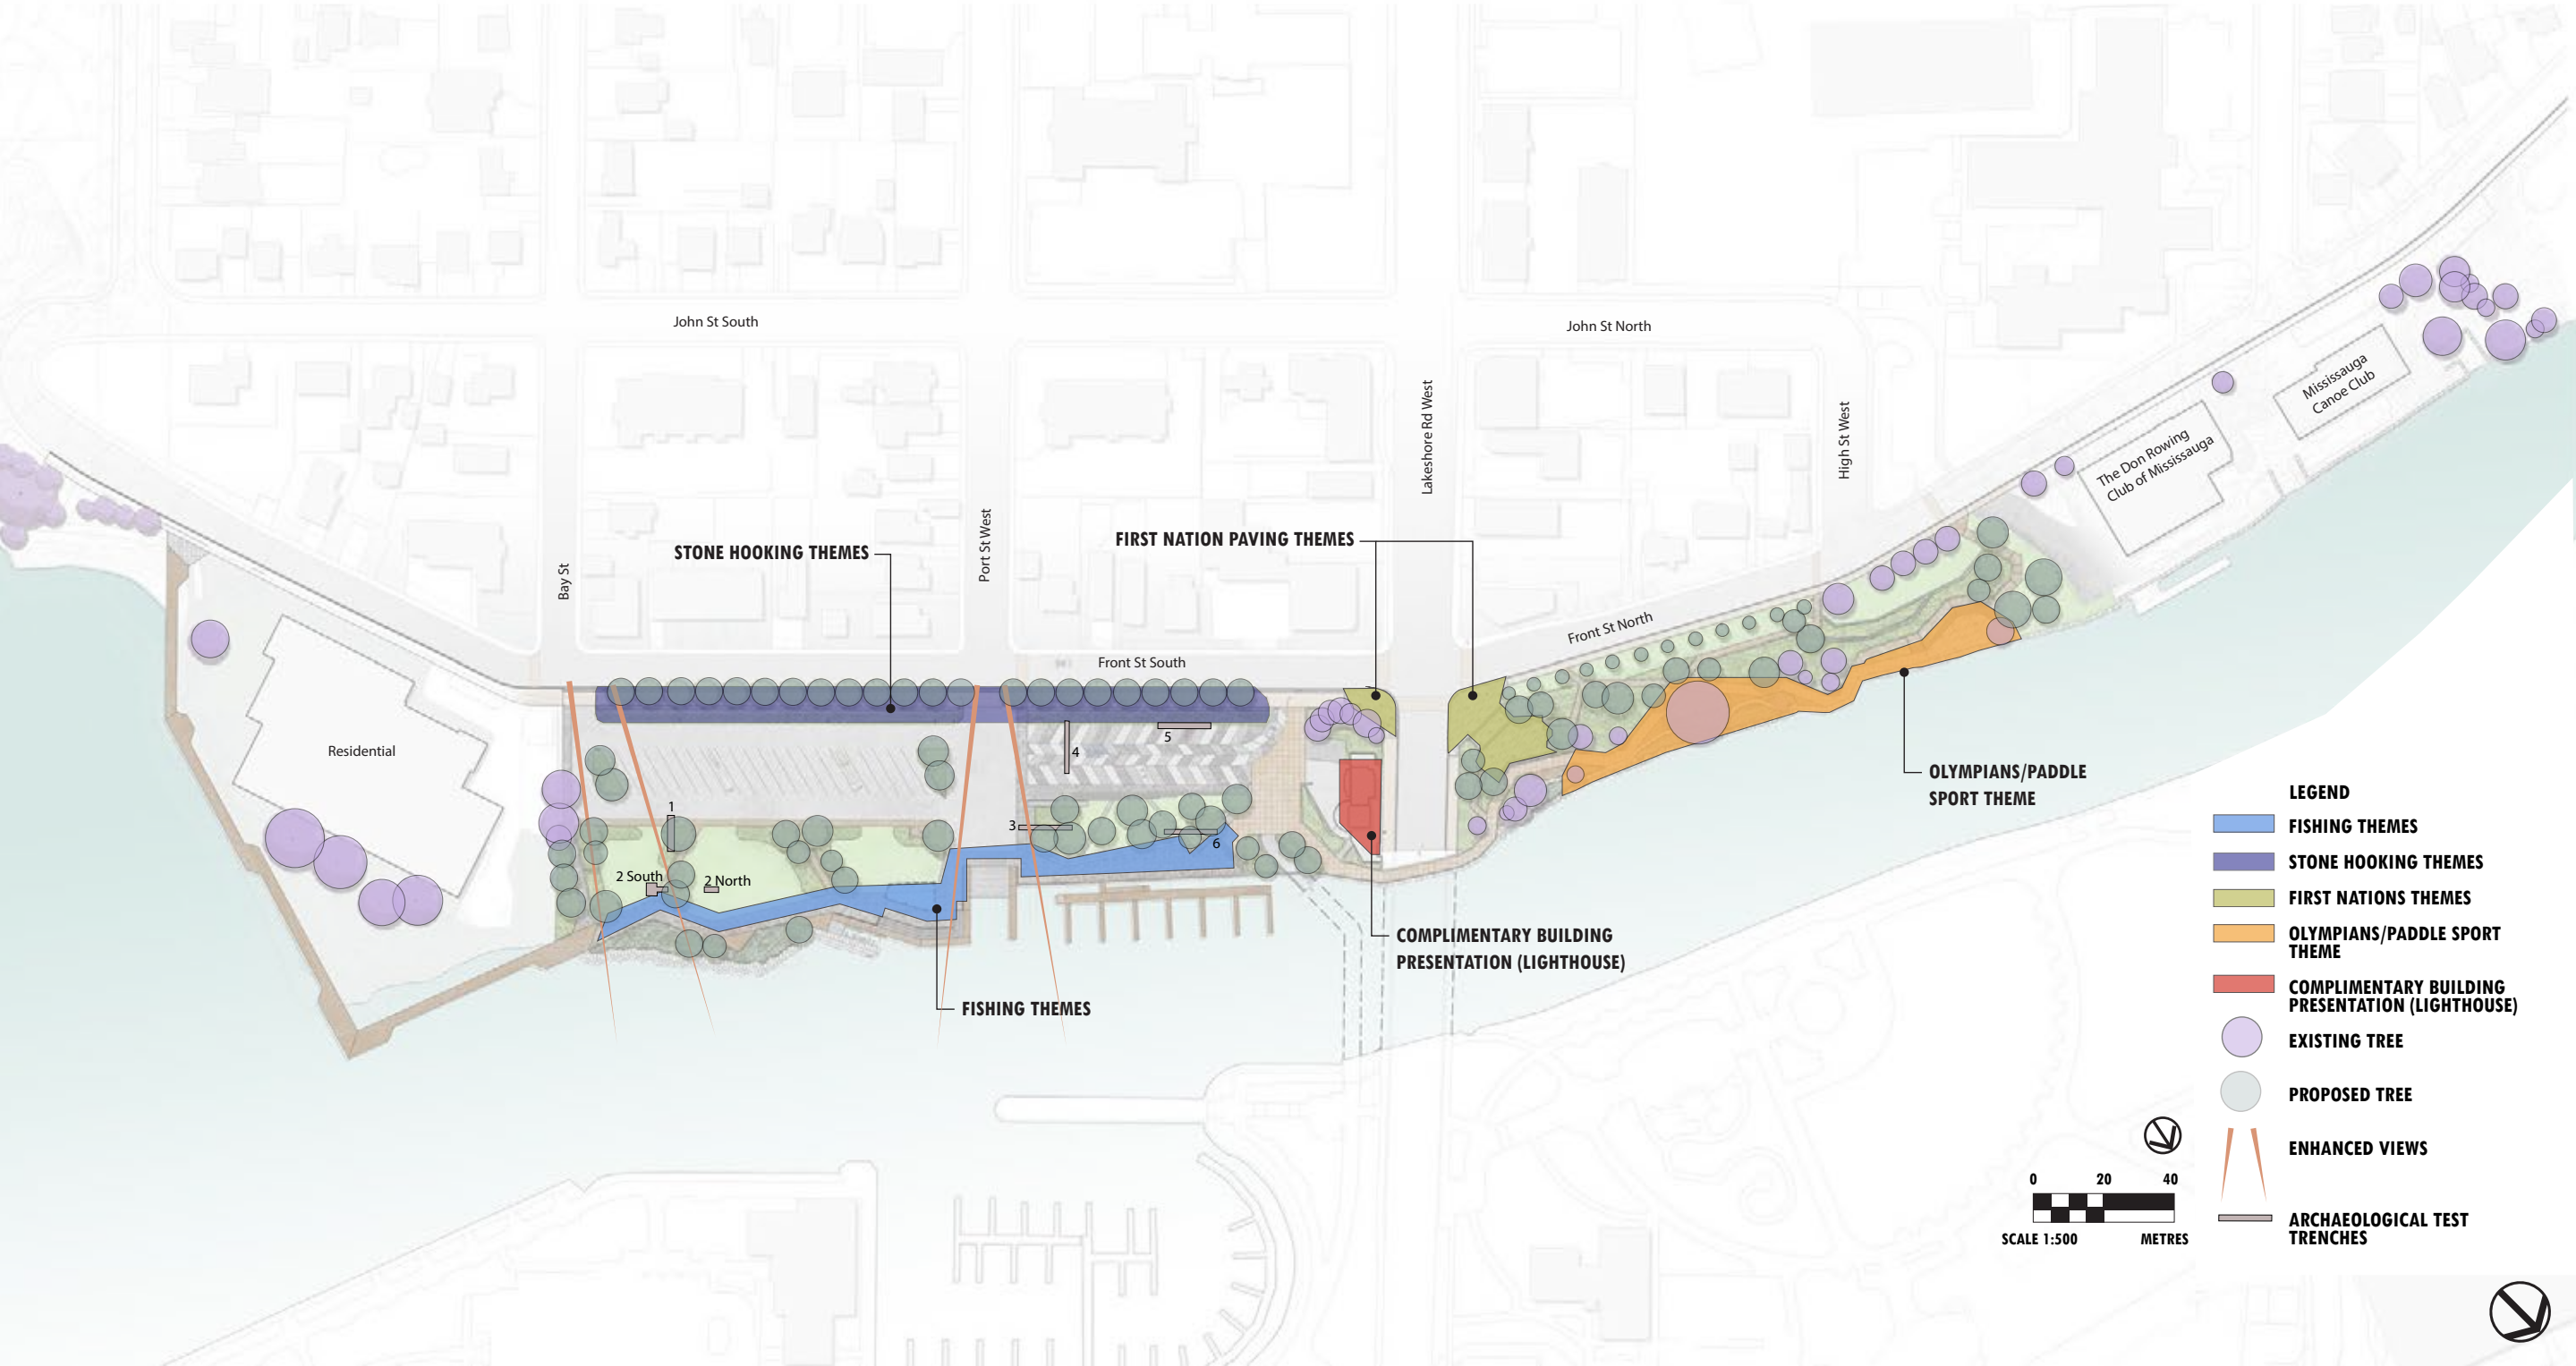 John St South
John St North
Mississauga
Canoe Club
The Don Rowing
Club of Mississauga
Lakeshore Rd West
High St West
Port St West
Bay St
STONE HOOKING THEMES
FIRST NATION PAVING THEMES
Front St North
Front St South
Residential
1
2 South
2 North
3
4
5
6
OLYMPIANS/PADDLE
SPORT THEME
COMPLIMENTARY BUILDING
PRESENTATION (LIGHTHOUSE)
FISHING THEMES
LEGEND
FISHING THEMES
STONE HOOKING THEMES
FIRST NATIONS THEMES
OLYMPIANS/PADDLE SPORT
THEME
COMPLIMENTARY BUILDING
PRESENTATION (LIGHTHOUSE)
EXISTING TREE
PROPOSED TREE
ENHANCED VIEWS
ARCHAEOLOGICAL TEST
TRENCHES
0 20 40
SCALE 1:500 METRES